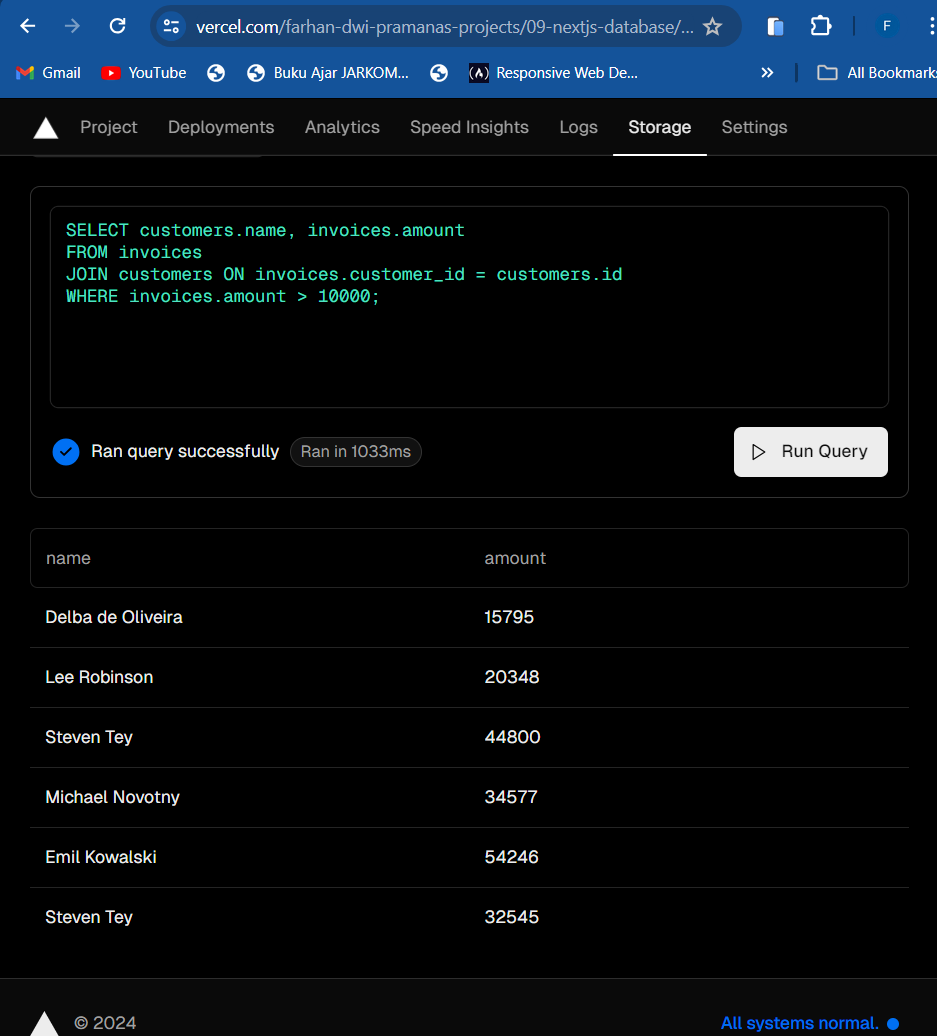 vercel.com/farhan-dwi-pramanas-projects/09-nextjs-database/...
F
Gmail
YouTube
Buku Ajar JARKOM...
Responsive Web De...
All Bookmarks
Project
Deployments
Analytics
Speed Insights
Logs
Storage
Settings
SELECT customers.name, invoices.amount
FROM invoices
JOIN customers ON invoices.customer_id = customers.id
WHERE invoices.amount > 10000;
Ran query successfully
Ran in 1033ms
Run Query
name amount
Delba de Oliveira 15795
Lee Robinson 20348
Steven Tey 44800
Michael Novotny 34577
Emil Kowalski 54246
Steven Tey 32545
© 2024
All systems normal.